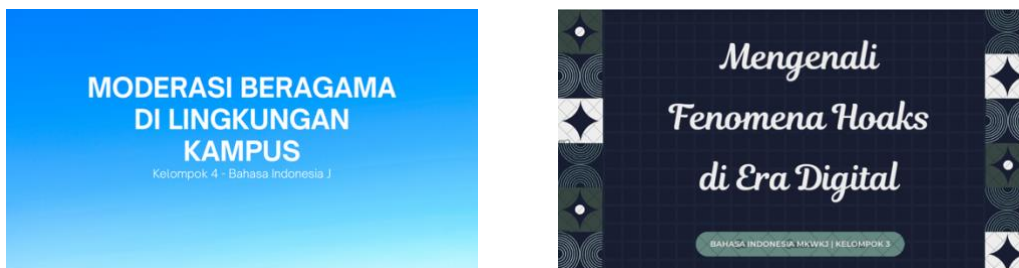 MODERASI BERAGAMA
DI LINGKUNGAN
KAMPUS
Kelompok 4 - Bahasa Indonesia J
Mengenali
Fenomena Hoaks
di Era Digital
BAHASA INDONESIA MKWKJ | KELOMPOK 3